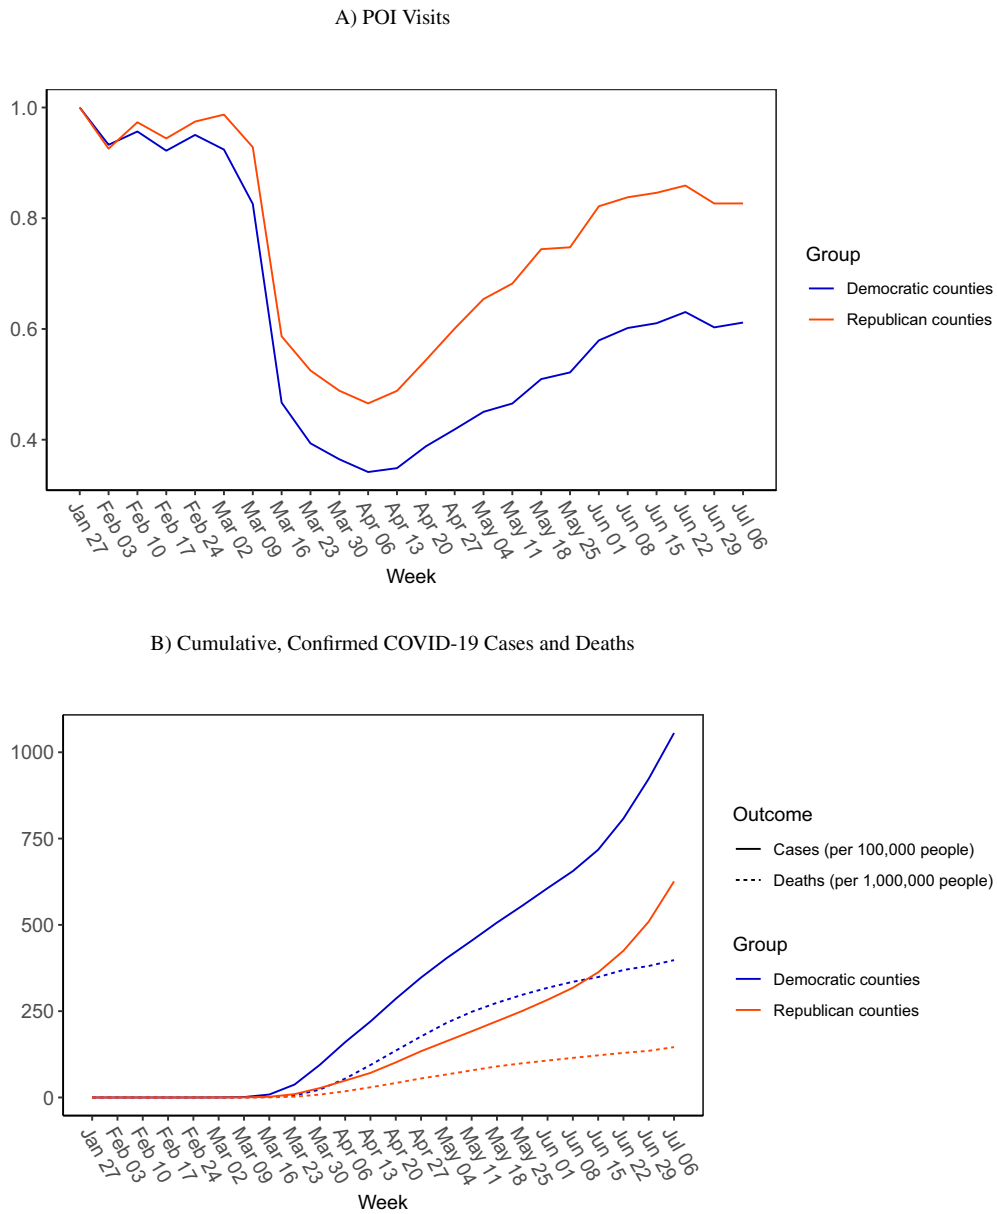 A) POI Visits
1.0
0.8
0.6
0.4
Jan 27
Feb 03
Feb 10
Feb 17
Feb 24
Mar 02
Mar 09
Mar 16
Mar 23
Mar 30
Apr 06
Apr 13
Apr 20
Apr 27
May 04
May 11
May 18
May 25
Jun 01
Jun 08
Jun 15
Jun 22
Jun 29
Jul 06
Week
Group
Democratic counties
Republican counties
B) Cumulative, Confirmed COVID-19 Cases and Deaths
1000
750
500
250
0
Jan 27
Feb 03
Feb 10
Feb 17
Feb 24
Mar 02
Mar 09
Mar 16
Mar 23
Mar 30
Apr 06
Apr 13
Apr 20
Apr 27
May 04
May 11
May 18
May 25
Jun 01
Jun 08
Jun 15
Jun 22
Jun 29
Jul 06
Week
Outcome
Cases (per 100,000 people)
Deaths (per 1,000,000 people)
Group
Democratic counties
Republican counties